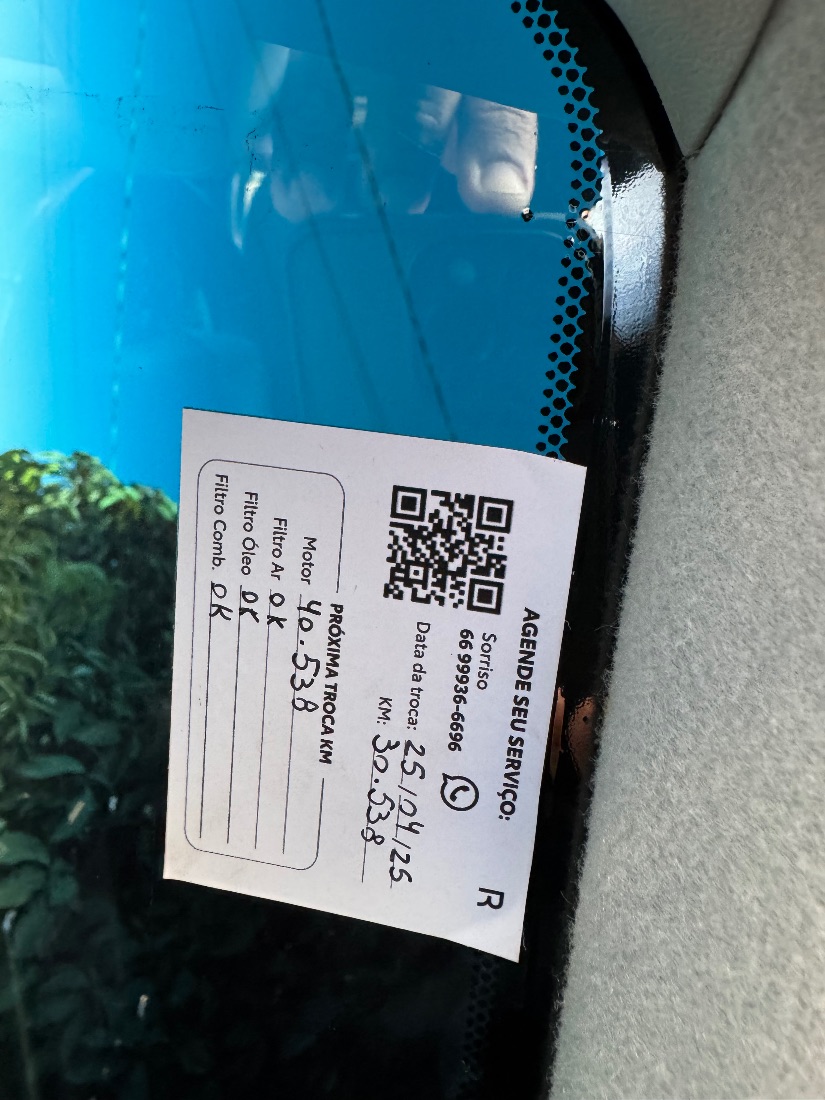 AGENDE SEU SERVIÇO:
R
Sorriso
66 99936-6696
Data da troca: 25/04/25
KM: 30.538
PRÓXIMA TROCA KM
Motor 40.538
Filtro Ar OK
Filtro Óleo OK
Filtro Comb. OK